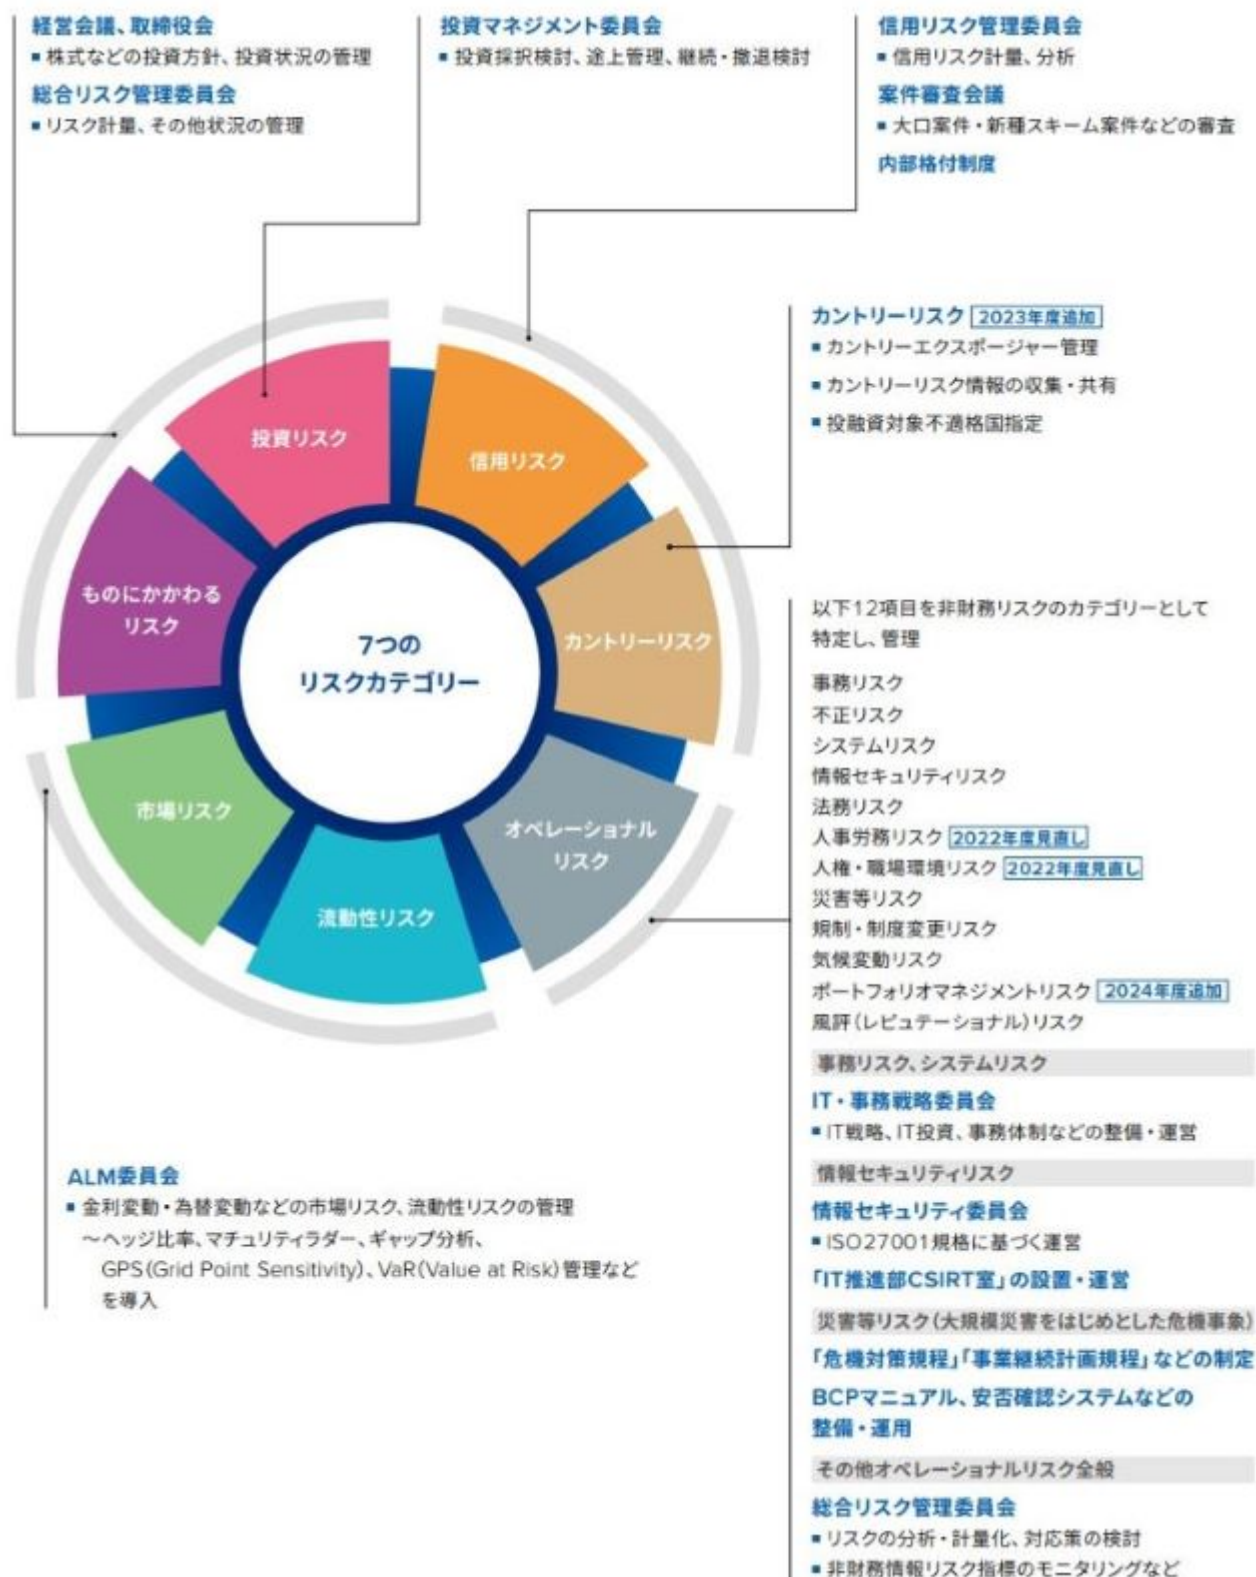 経営会議、取締役会
■ 株式などの投資方針、投資状況の管理
総合リスク管理委員会
■ リスク計量、その他状況の管理
投資マネジメント委員会
■ 投資採択検討、途上管理、継続・撤退検討
信用リスク管理委員会
■ 信用リスク計量、分析
案件審査会議
■ 大口案件・新種スキーム案件などの審査
内部格付制度
カントリーリスク 2023年度追加
■ カントリーエクスポージャー管理
■ カントリーリスク情報の収集・共有
■ 投融資対象不適格国指定
投資リスク
信用リスク
ものにかかわる
リスク
カントリーリスク
7つの
リスクカテゴリー
市場リスク
オペレーショナル
リスク
流動性リスク
以下12項目を非財務リスクのカテゴリーとして
特定し、管理
事務リスク
不正リスク
システムリスク
情報セキュリティリスク
法務リスク
人事労務リスク 2022年度見直し
人権・職場環境リスク 2022年度見直し
災害等リスク
規制・制度変更リスク
気候変動リスク
ポートフォリオマネジメントリスク 2024年度追加
風評(レピュテーショナル)リスク
事務リスク、システムリスク
IT・事務戦略委員会
■ IT戦略、IT投資、事務体制などの整備・運営
情報セキュリティリスク
情報セキュリティ委員会
■ ISO27001規格に基づく運営
「IT推進部CSIRT室」の設置・運営
災害等リスク(大規模災害をはじめとした危機事象)
「危機対策規程」「事業継続計画規程」などの制定
BCPマニュアル、安否確認システムなどの
整備・運用
その他オペレーショナルリスク全般
総合リスク管理委員会
■ リスクの分析・計量化、対応策の検討
■ 非財務情報リスク指標のモニタリングなど
ALM委員会
■ 金利変動・為替変動などの市場リスク、流動性リスクの管理
～ヘッジ比率、マチュリティラダー、ギャップ分析、
GPS(Grid Point Sensitivity)、VaR(Value at Risk)管理など
を導入